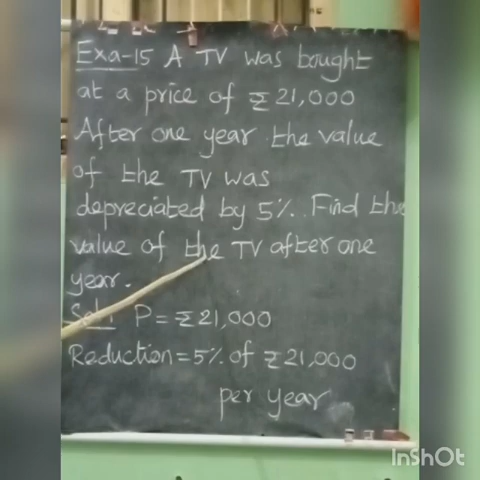 Exa-15 A TV was bought
at a price of ₹ 21,000
After one year the value
of the TV was
depreciated by 5%. Find the
value of the TV after one
year.
Sol: P = ₹ 21,000
Reduction = 5% of ₹ 21,000
per year
InShOt